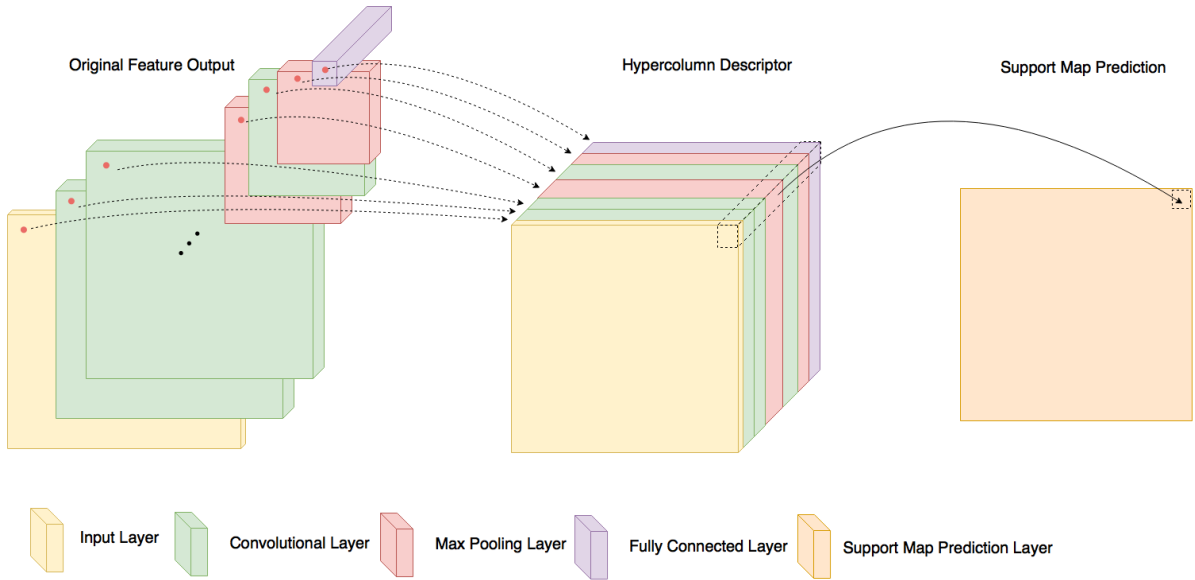 Original Feature Output
Hypercolumn Descriptor
Support Map Prediction
Input Layer
Convolutional Layer
Max Pooling Layer
Fully Connected Layer
Support Map Prediction Layer